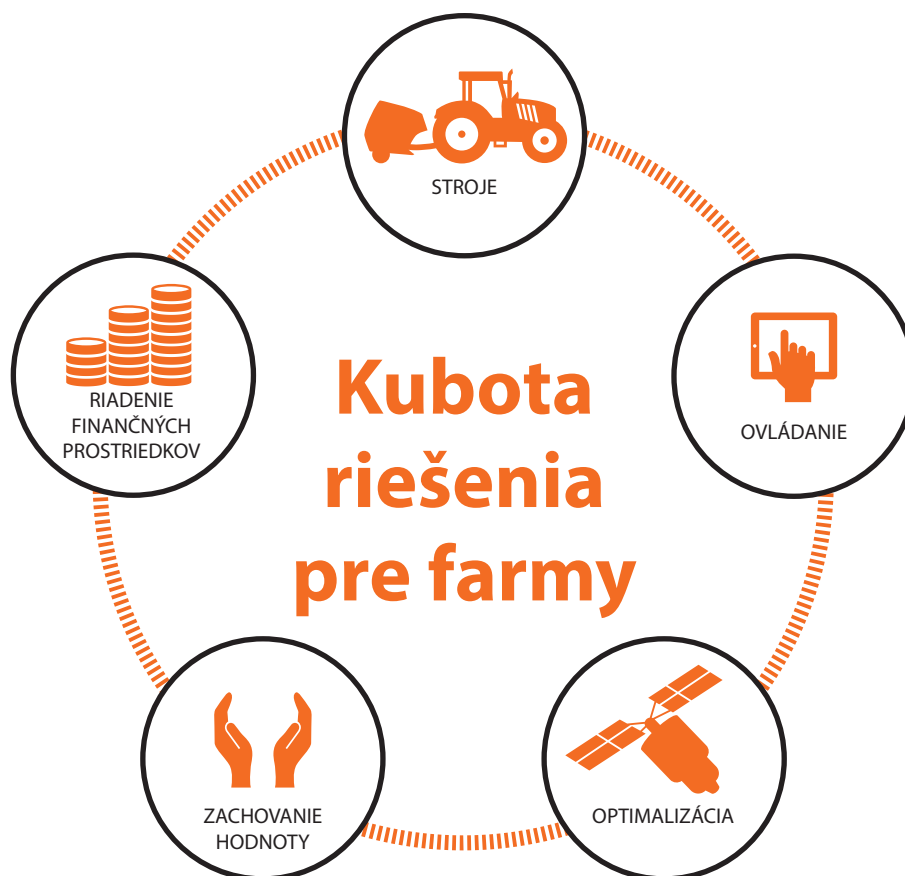 STROJE
RIADENIE
FINANČNÝCH
PROSTRIEDKOV
OVLÁDANIE
Kubota
riešenia
pre farmy
ZACHOVANIE
HODNOTY
OPTIMALIZÁCIA